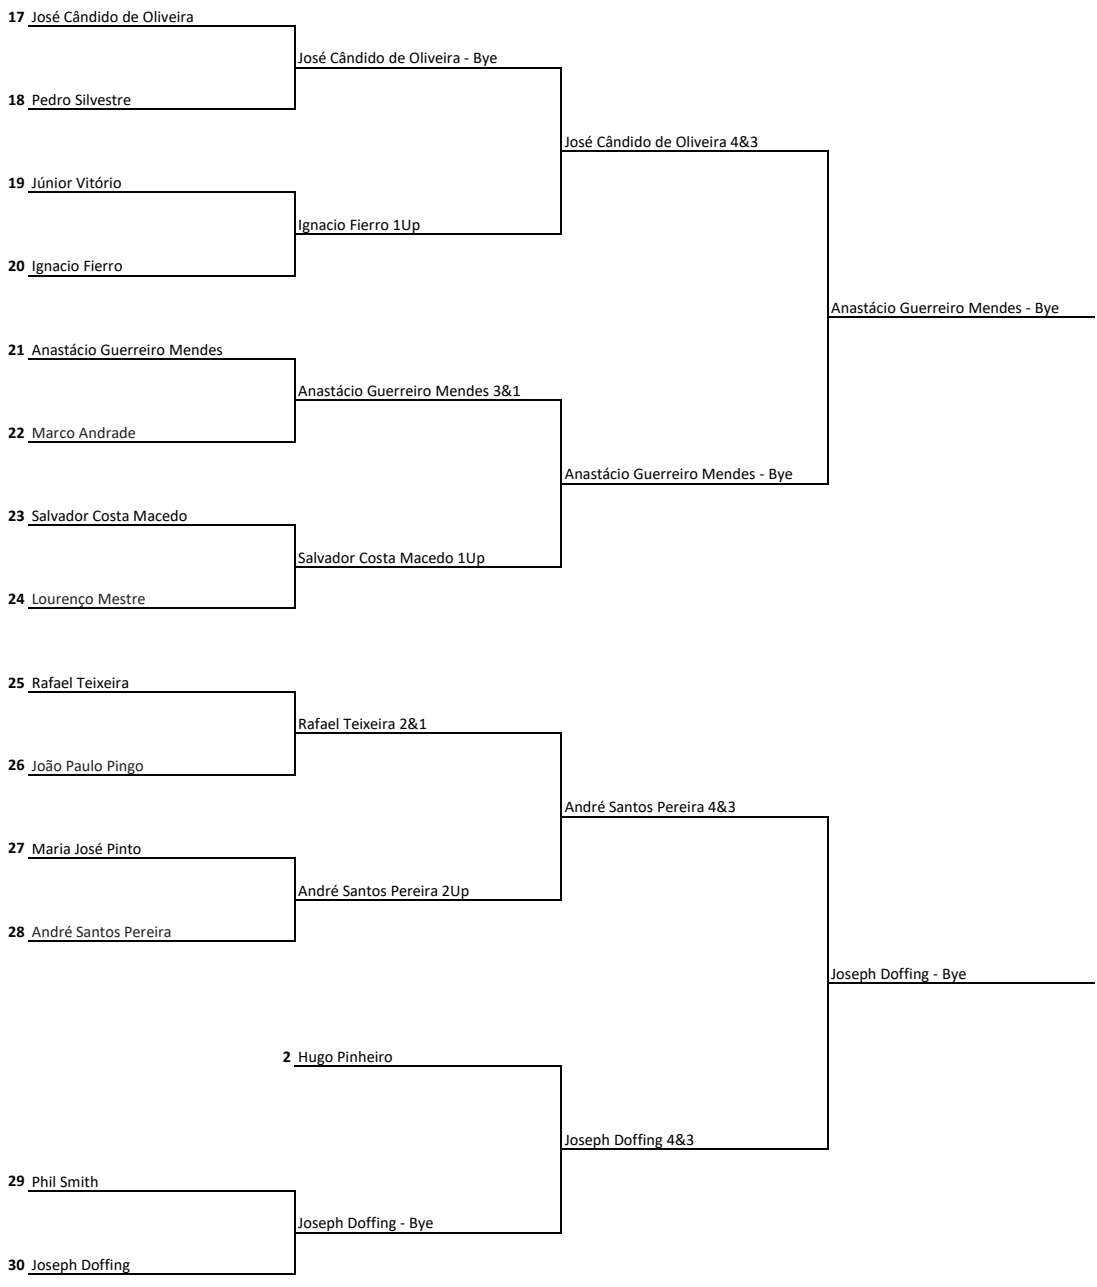 17 José Cândido de Oliveira
José Cândido de Oliveira - Bye
18 Pedro Silvestre
José Cândido de Oliveira 4&3
19 Júnior Vitório
Ignacio Fierro 1Up
20 Ignacio Fierro
Anastácio Guerreiro Mendes - Bye
21 Anastácio Guerreiro Mendes
Anastácio Guerreiro Mendes 3&1
22 Marco Andrade
Anastácio Guerreiro Mendes - Bye
23 Salvador Costa Macedo
Salvador Costa Macedo 1Up
24 Lourenço Mestre
25 Rafael Teixeira
Rafael Teixeira 2&1
26 João Paulo Pingo
André Santos Pereira 4&3
27 Maria José Pinto
André Santos Pereira 2Up
28 André Santos Pereira
Joseph Doffing - Bye
2 Hugo Pinheiro
Joseph Doffing 4&3
29 Phil Smith
Joseph Doffing - Bye
30 Joseph Doffing